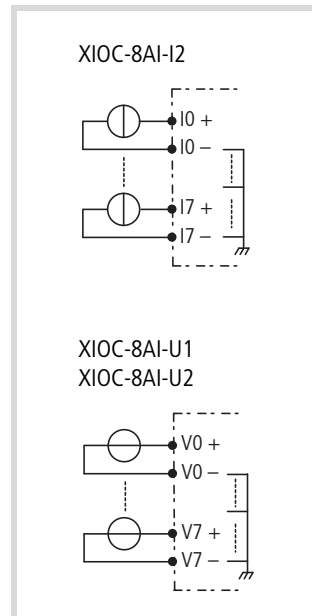 XIOC-8AI-I2
I0 +
I0 –
I7 +
I7 –
XIOC-8AI-U1
XIOC-8AI-U2
V0 +
V0 –
V7 +
V7 –